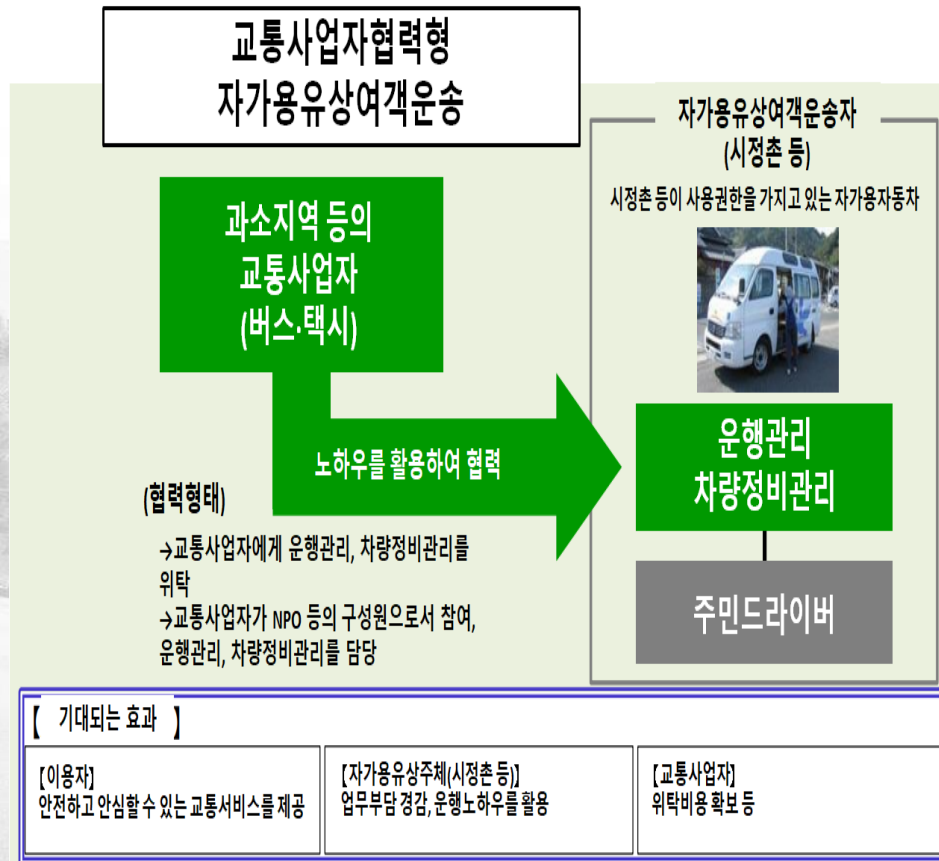 교통사업자협력형
자가용유상여객운송
자가용유상여객운송자
(시정촌 등)
시정촌 등이 사용권한을 가지고 있는 자가용자동차
과소지역 등의
교통사업자
(버스·택시)
노하우를 활용하여 협력
운행관리
차량정비관리
주민드라이버
(협력형태)
→교통사업자에게 운행관리, 차량정비관리를
위탁
→교통사업자가 NPO 등의 구성원으로서 참여,
운행관리, 차량정비관리를 담당
【 기대되는 효과 】
【이용자】
안전하고 안심할 수 있는 교통서비스를 제공
【자가용유상주체(시정촌 등)】
업무부담 경감, 운행노하우를 활용
【교통사업자】
위탁비용 확보 등